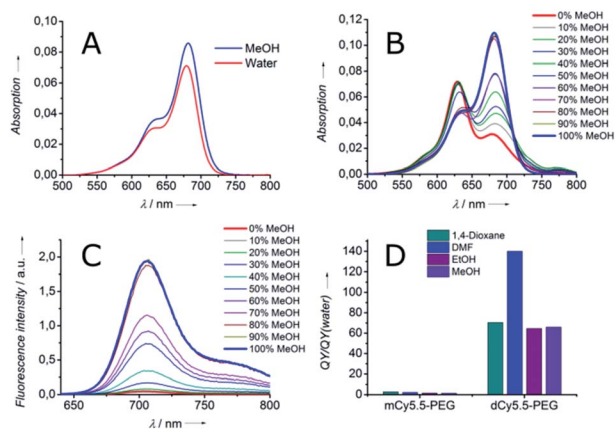 A
MeOH
Water
0,10
0,08
0,06
0,04
0,02
0,00
500 550 600 650 700 750 800
Absorption
λ / nm
B
0% MeOH
10% MeOH
20% MeOH
30% MeOH
40% MeOH
50% MeOH
60% MeOH
70% MeOH
80% MeOH
90% MeOH
100% MeOH
0,12
0,10
0,08
0,06
0,04
0,02
0,00
500 550 600 650 700 750 800
Absorption
λ / nm
C
0% MeOH
10% MeOH
20% MeOH
30% MeOH
40% MeOH
50% MeOH
60% MeOH
70% MeOH
80% MeOH
90% MeOH
100% MeOH
2,0
1,5
1,0
0,5
0,0
650 700 750 800
Fluorescence intensity / a.u.
λ / nm
D
1,4-Dioxane
DMF
EtOH
MeOH
140
120
100
80
60
40
20
0
QY/QY(water)
mCy5.5-PEG dCy5.5-PEG